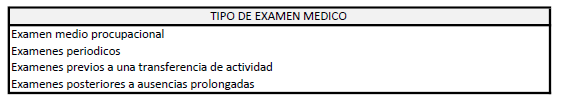 TIPO DE EXAMEN MEDICO
Examen medio procupacional
Examenes periodicos
Examenes previos a una transferencia de actividad
Examenes posteriores a ausencias prolongadas